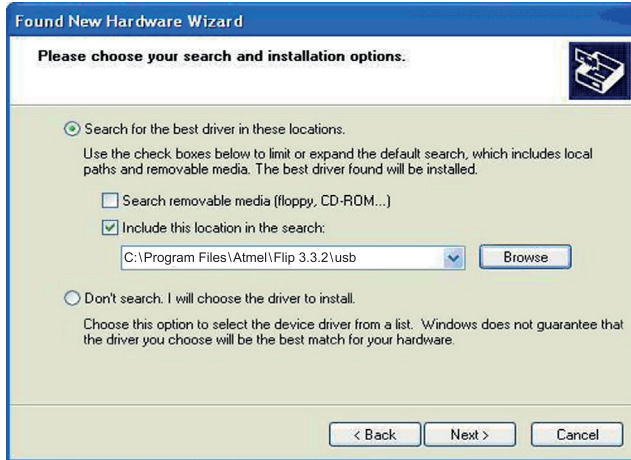 Found New Hardware Wizard
Please choose your search and installation options.
Search for the best driver in these locations.
Use the check boxes below to limit or expand the default search, which includes local
paths and removable media. The best driver found will be installed.
Search removable media (floppy, CD-ROM...)
Include this location in the search:
C:\Program Files\Atmel\Flip 3.3.2\usb
Browse
Don't search. I will choose the driver to install.
Choose this option to select the device driver from a list. Windows does not guarantee that
the driver you choose will be the best match for your hardware.
< Back
Next >
Cancel